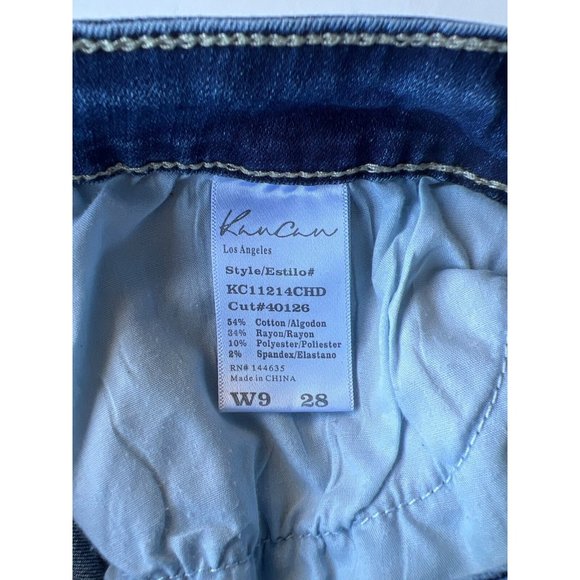 KanCan
Los Angeles
Style/Estilo#
KC11214CHD
Cut#40126
54% Cotton/Algodon
34% Rayon/Rayon
10% Polyester/Poliester
2% Spandex/Elastano
RN# 144635
Made in CHINA
W9 28